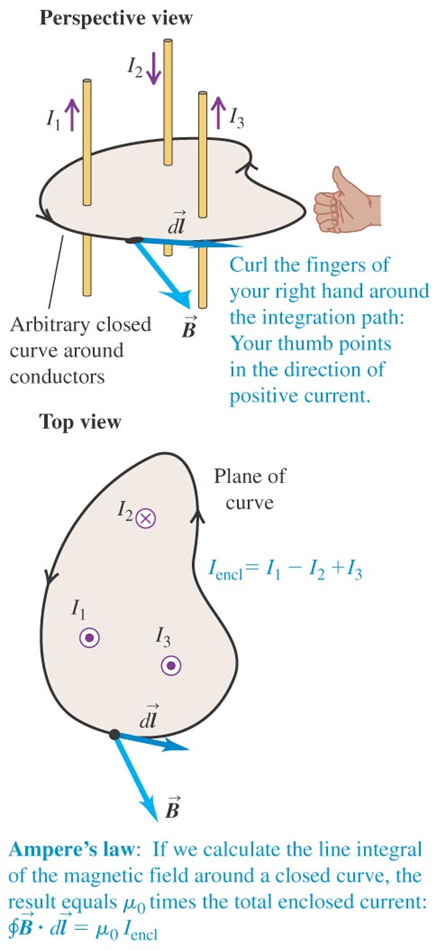 Perspective view
I₂
I₁
I₃
d𝑙⃗
B⃗
Curl the fingers of
your right hand around
the integration path:
Your thumb points
in the direction of
positive current.
Arbitrary closed
curve around
conductors
Top view
Plane of
curve
I₂
I_encl = I₁ − I₂ + I₃
I₁
I₃
d𝑙⃗
B⃗
Ampere's law: If we calculate the line integral
of the magnetic field around a closed curve, the
result equals μ₀ times the total enclosed current:
∮B⃗ · d𝑙⃗ = μ₀ I_encl